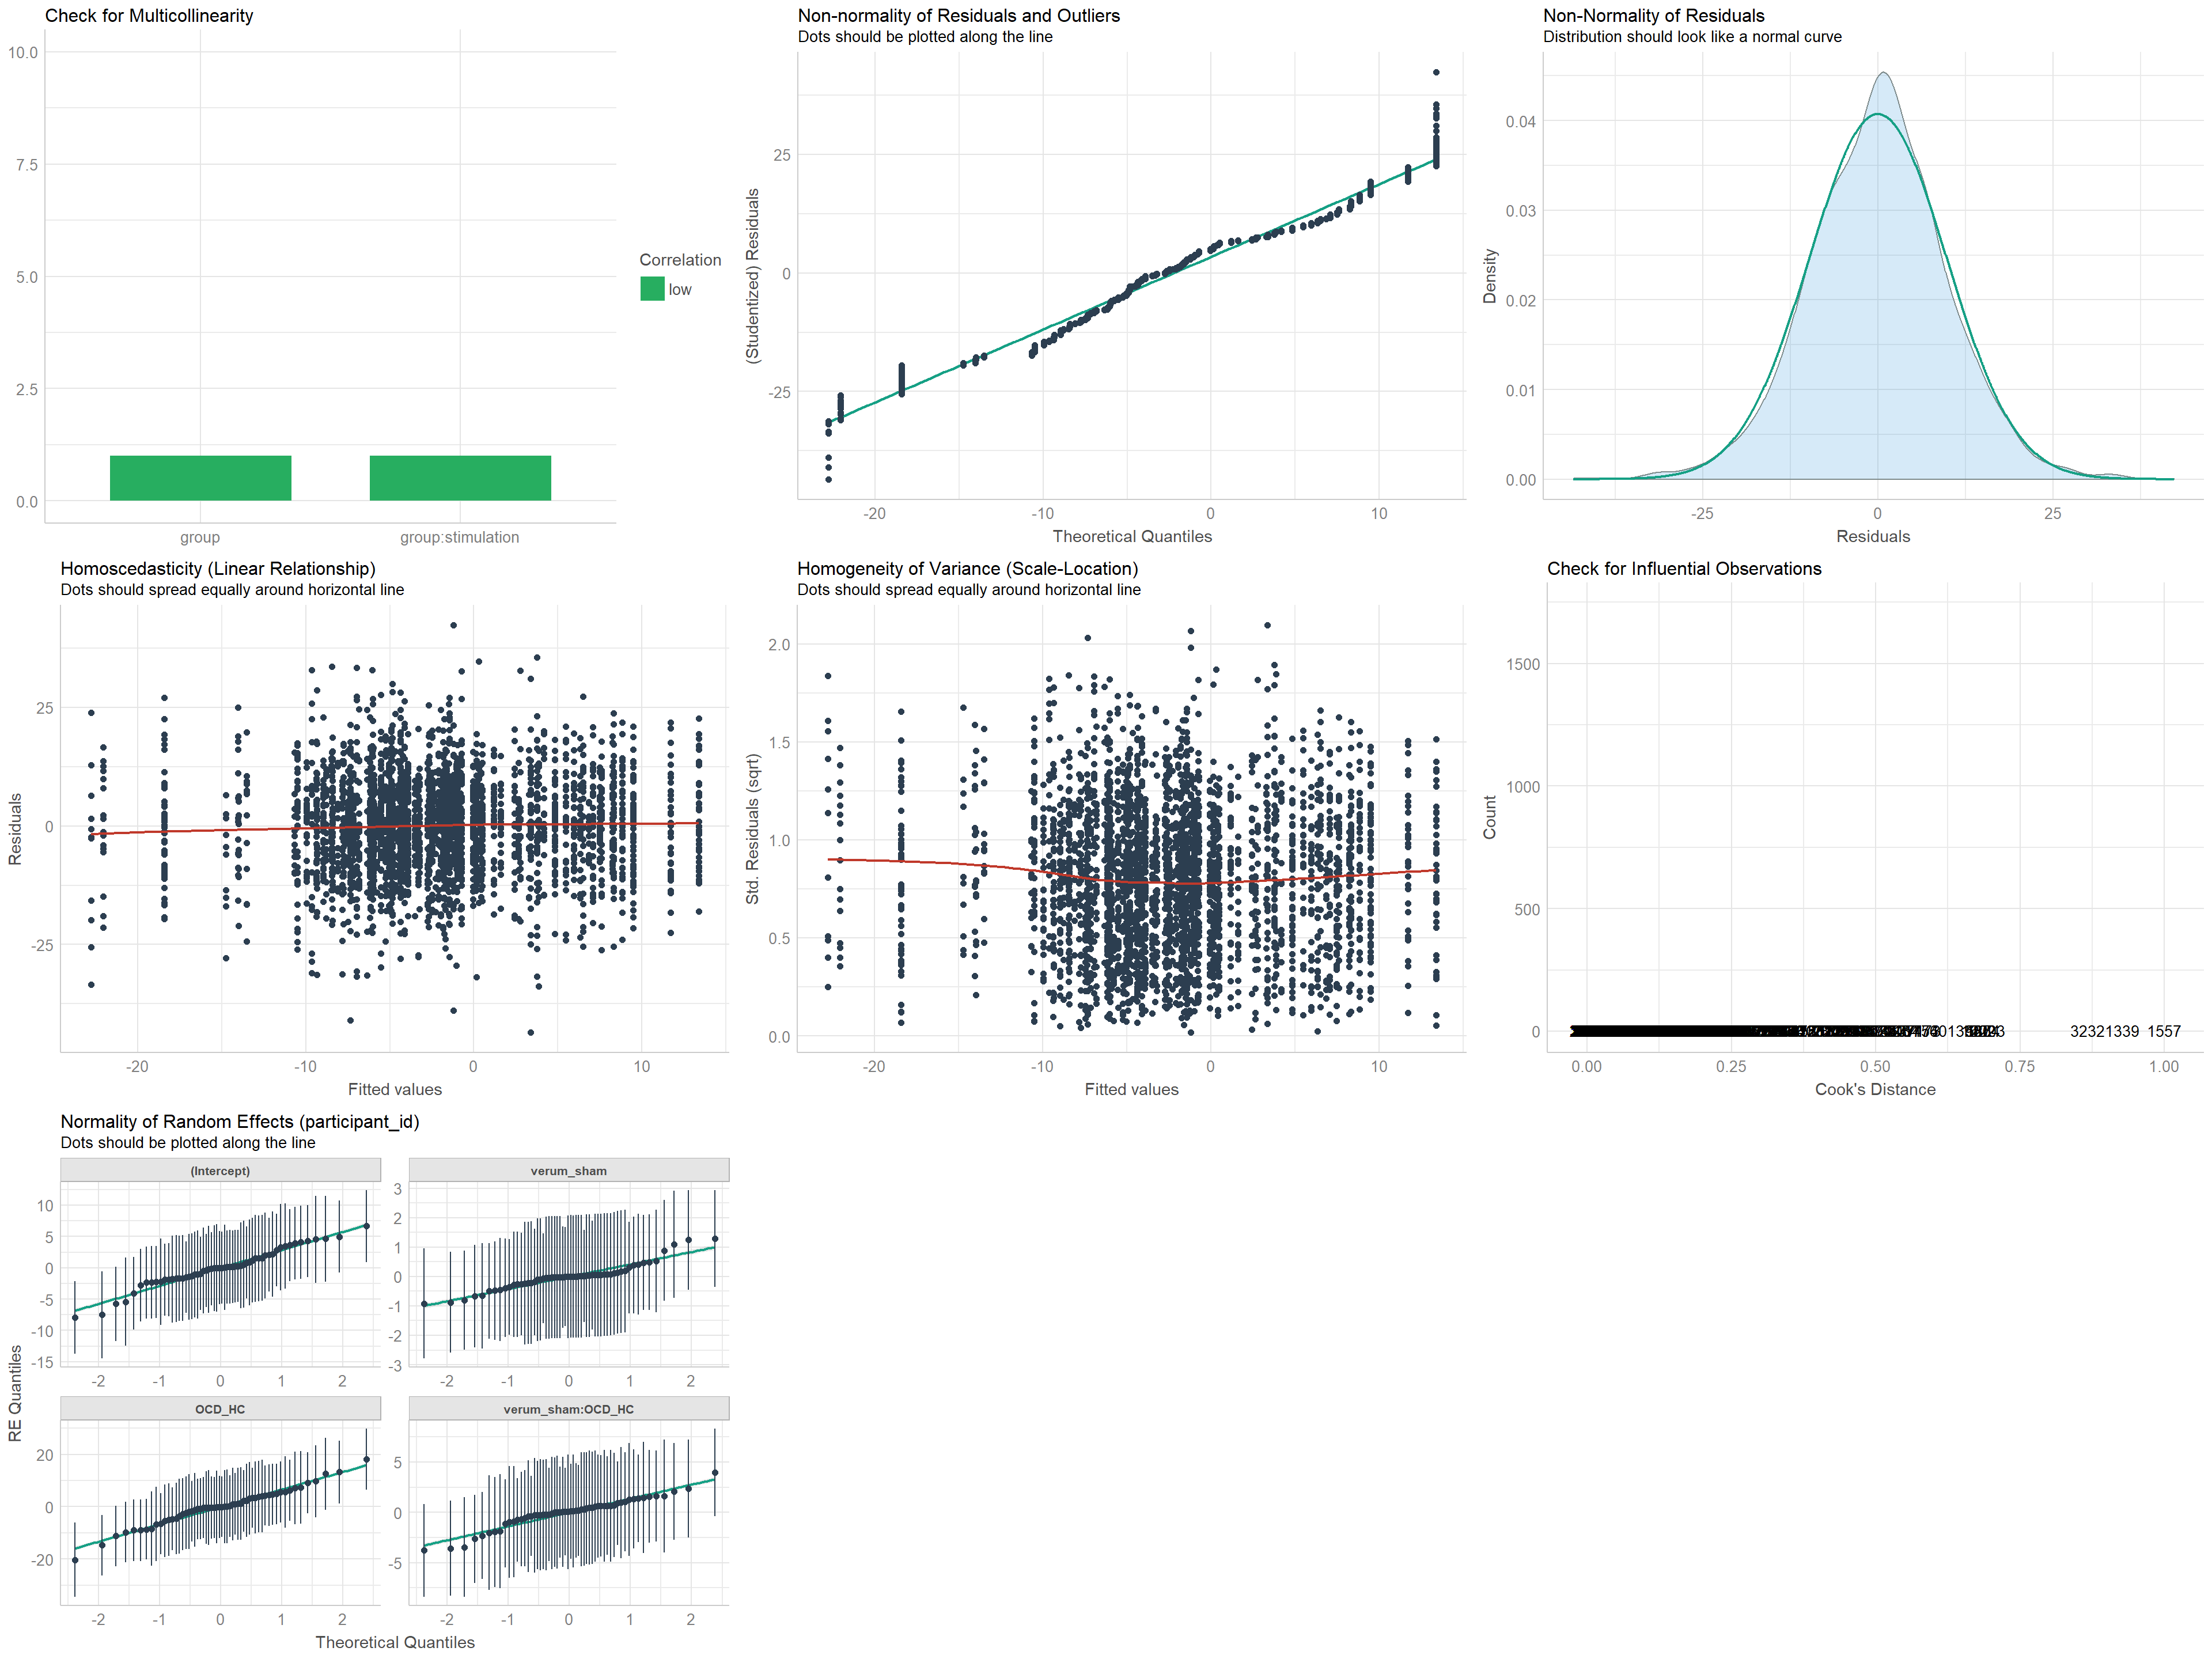 Check for Multicollinearity
10.0
7.5
5.0
2.5
0.0
group
group:stimulation
Correlation
low
Non-normality of Residuals and Outliers
Dots should be plotted along the line
(Studentized) Residuals
25
0
-25
-20
-10
0
10
Theoretical Quantiles
Non-Normality of Residuals
Distribution should look like a normal curve
Density
0.04
0.03
0.02
0.01
0.00
-25
0
25
Residuals
Homoscedasticity (Linear Relationship)
Dots should spread equally around horizontal line
Residuals
25
0
-25
-20
-10
0
10
Fitted values
Homogeneity of Variance (Scale-Location)
Dots should spread equally around horizontal line
Std. Residuals (sqrt)
2.0
1.5
1.0
0.5
0.0
-20
-10
0
10
Fitted values
Check for Influential Observations
Count
1500
1000
500
0
1557
0.00
0.25
0.50
0.75
1.00
Cook's Distance
Normality of Random Effects (participant_id)
Dots should be plotted along the line
RE Quantiles
(Intercept)
10
5
0
-5
-10
-15
-2
-1
0
1
2
verum_sham
3
2
1
0
-1
-2
-3
-2
-1
0
1
2
OCD_HC
20
0
-20
-2
-1
0
1
2
verum_sham:OCD_HC
5
0
-5
-2
-1
0
1
2
Theoretical Quantiles